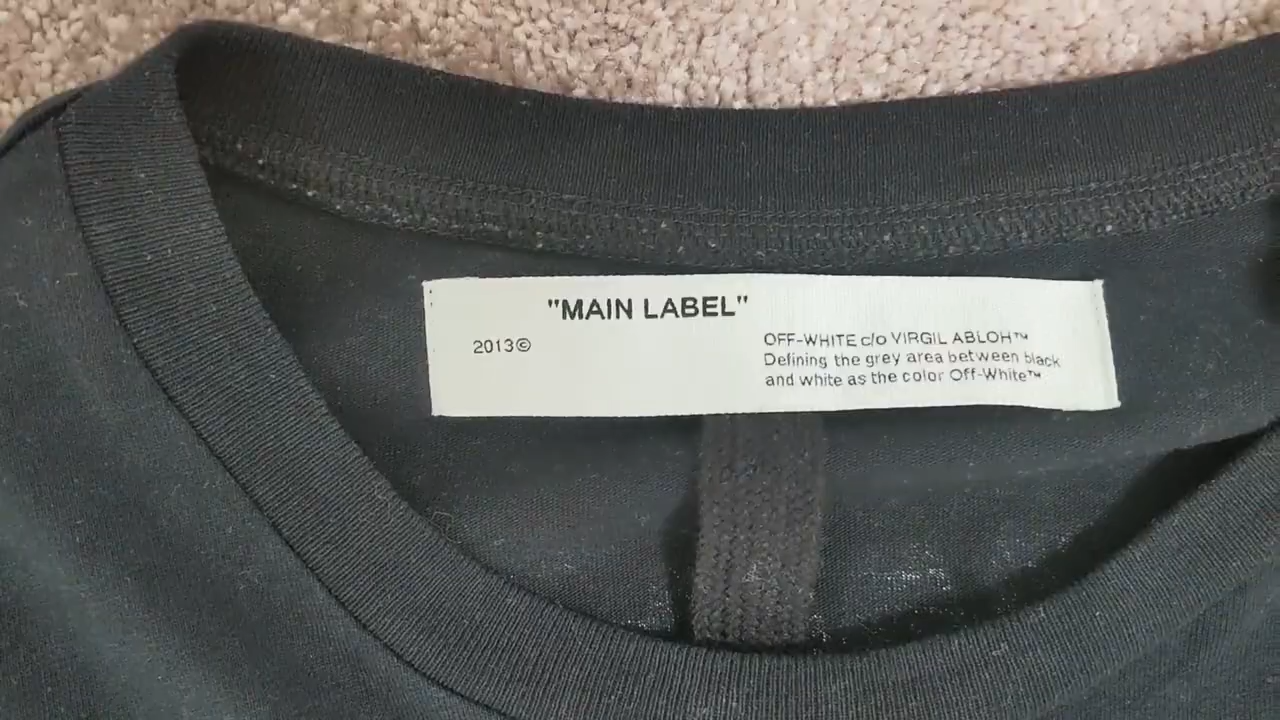 "MAIN LABEL"
2013©
OFF-WHITE c/o VIRGIL ABLOH™
Defining the grey area between black
and white as the color Off-White™